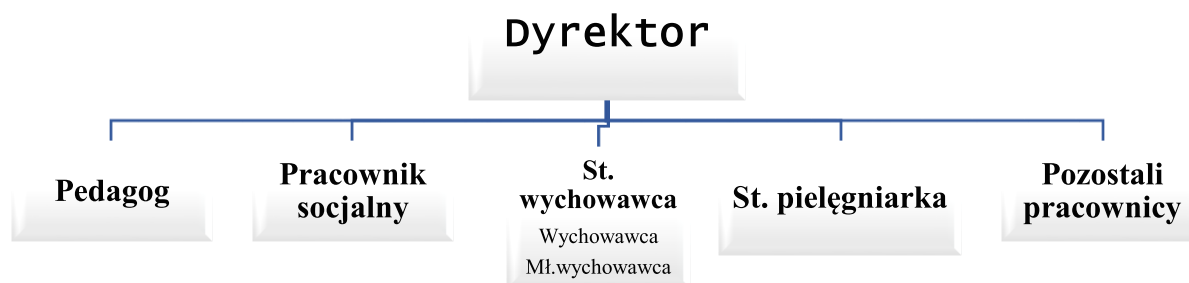 Dyrektor
Pedagog
Pracownik
socjalny
St.
wychowawca
Wychowawca
Mł.wychowawca
St. pielęgniarka
Pozostali
pracownicy